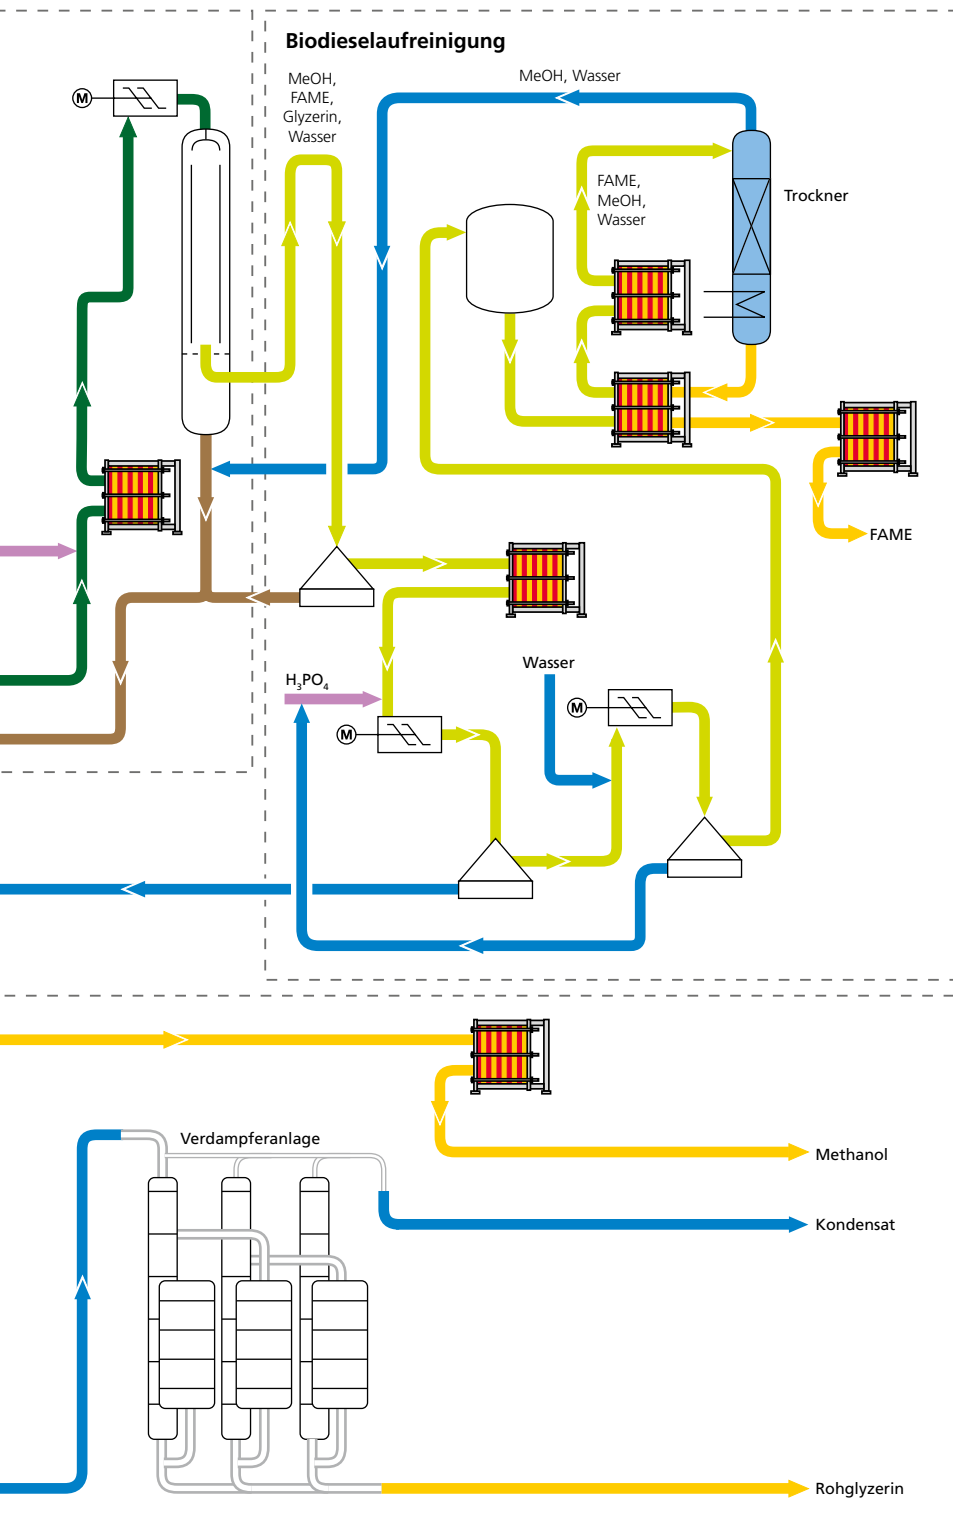 Biodieselaufreinigung
MeOH,
FAME,
Glyzerin,
Wasser
MeOH, Wasser
M
FAME,
MeOH,
Wasser
Trockner
FAME
Wasser
H₃PO₄
M
M
Verdampferanlage
Methanol
Kondensat
Rohglyzerin